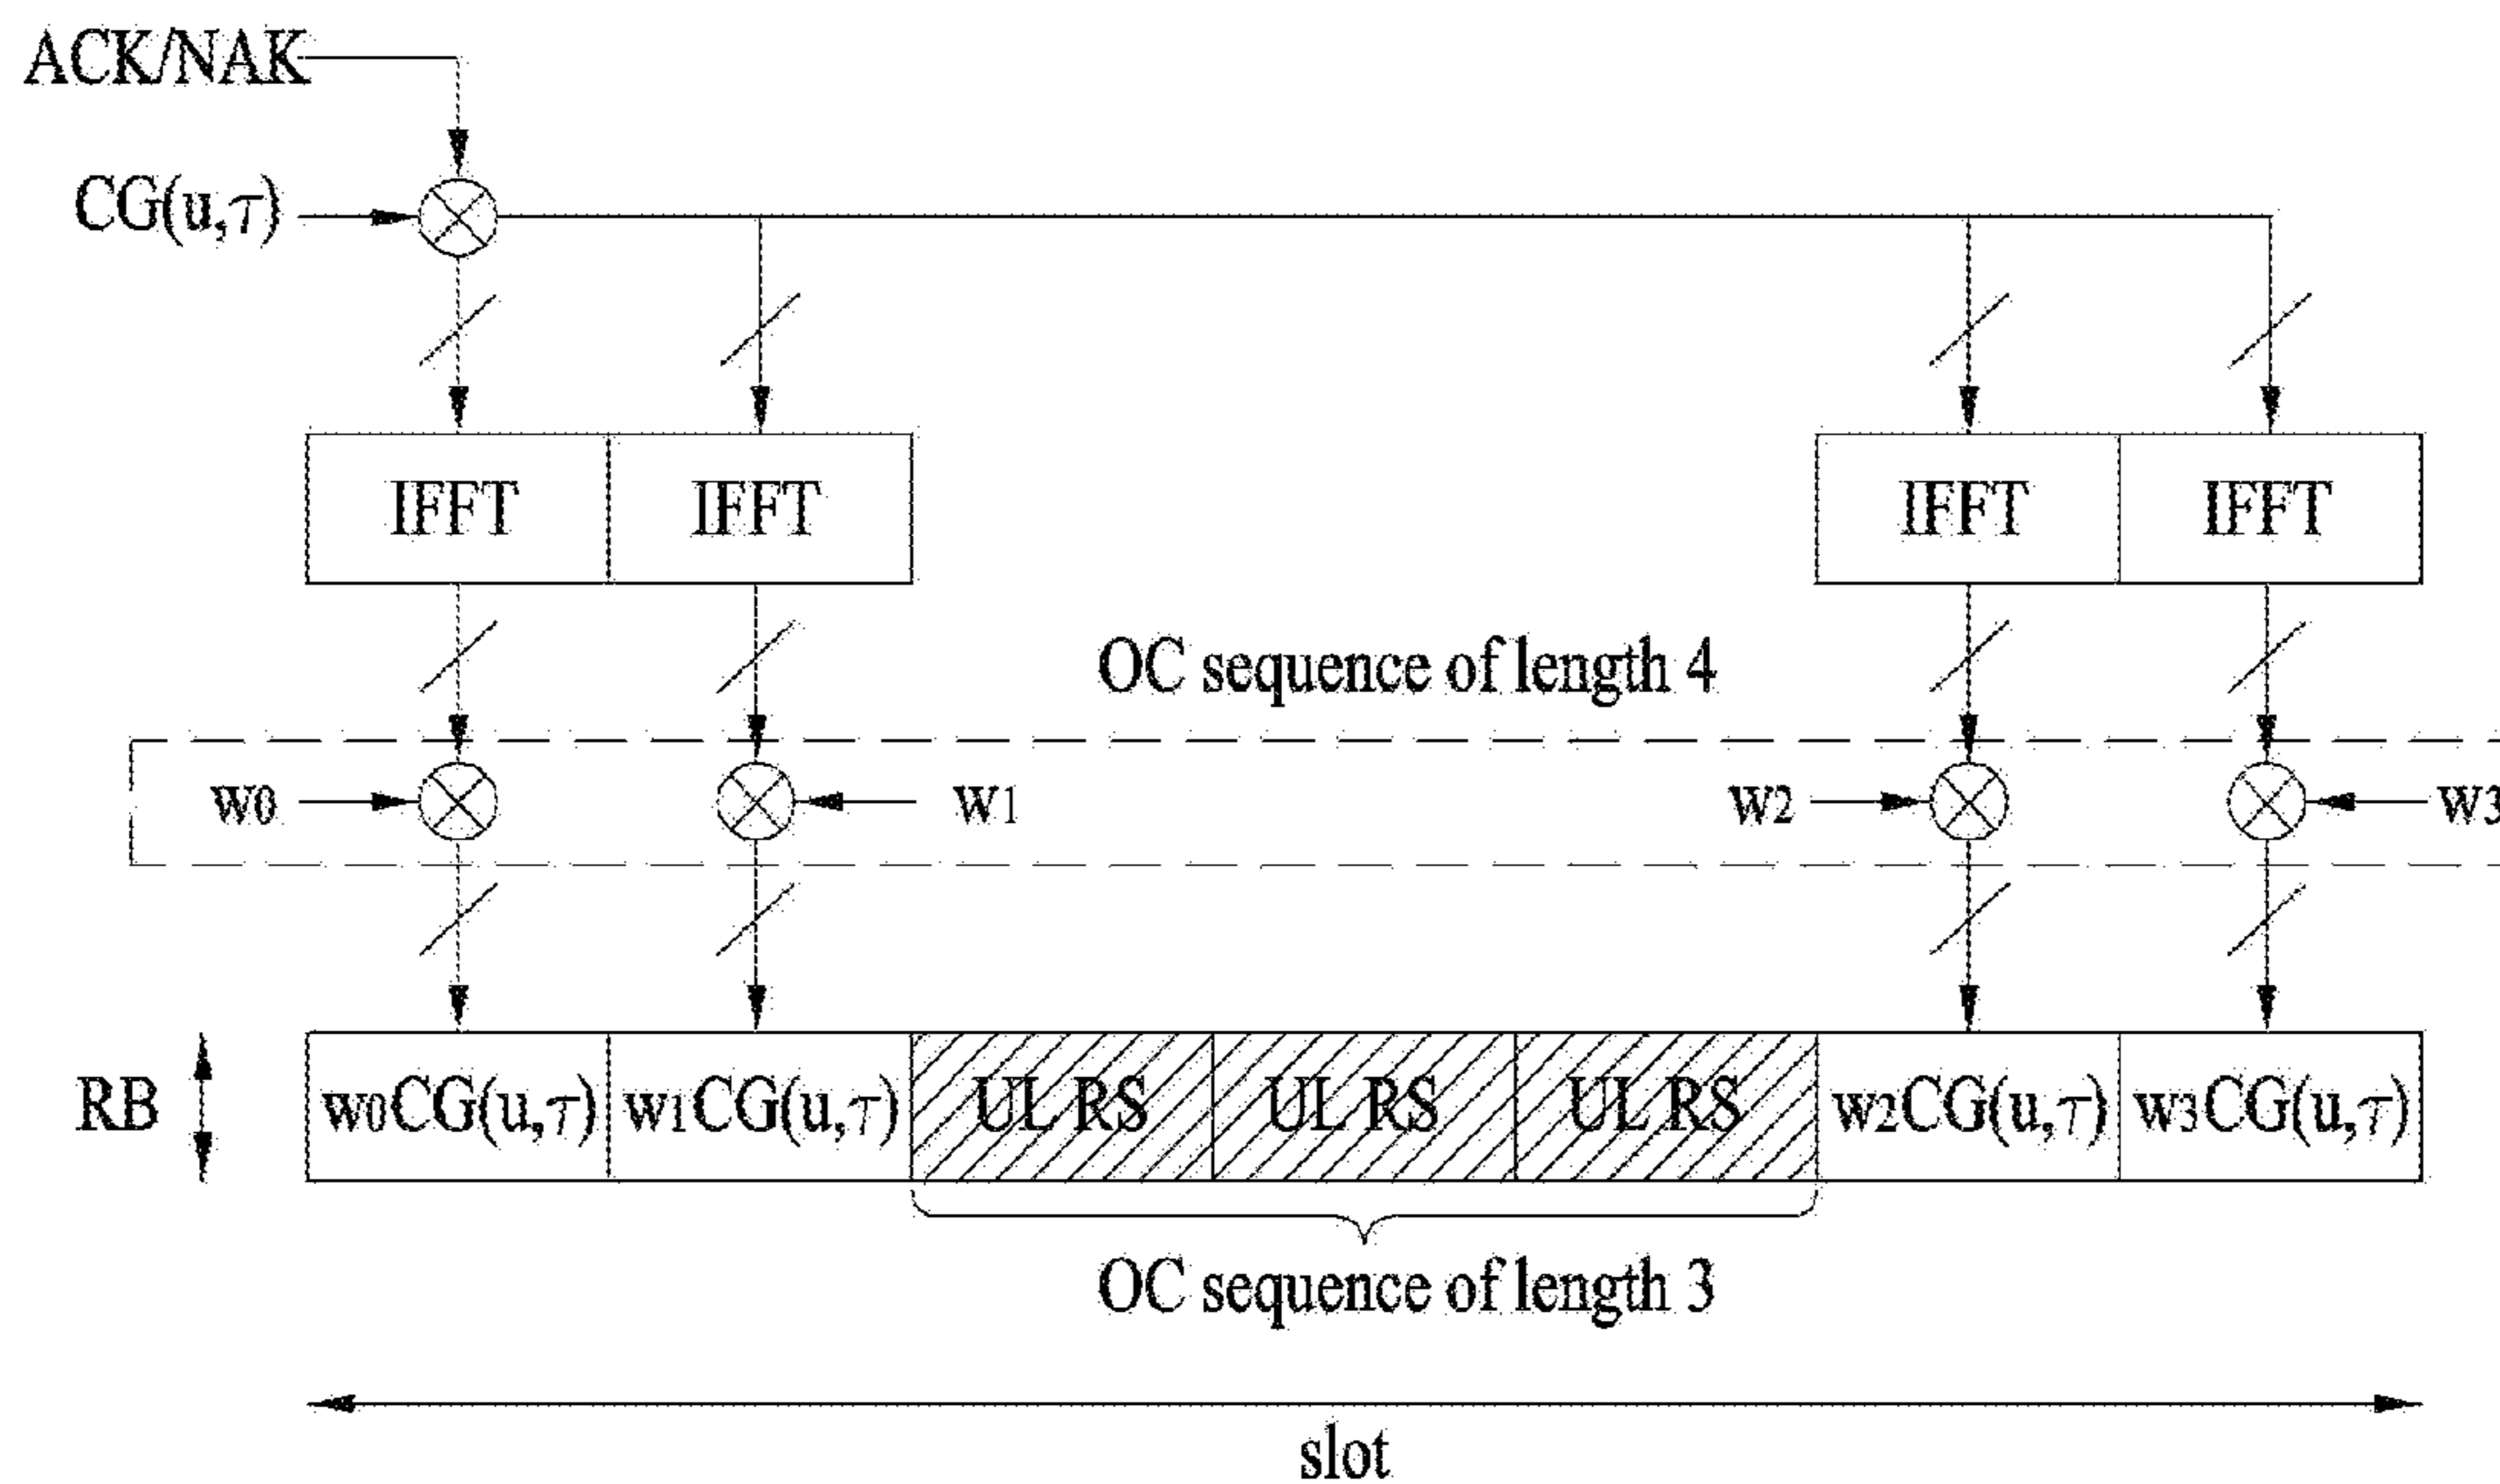 ACK/NAK
CG(u,τ)
IFFT IFFT IFFT IFFT
OC sequence of length 4
w0 w1 w2 w3
RB w0CG(u,τ) w1CG(u,τ) UL RS UL RS UL RS w2CG(u,τ) w3CG(u,τ)
OC sequence of length 3
slot